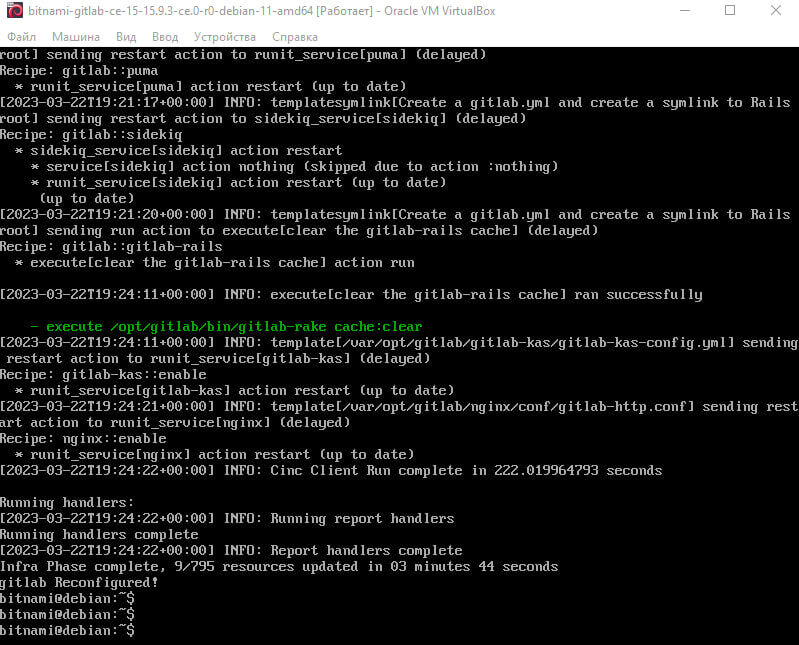 bitnami-gitlab-ce-15-15.9.3-ce.0-r0-debian-11-amd64 [Работает] - Oracle VM VirtualBox
Файл Машина Вид Ввод Устройства Справка
root] sending restart action to runit_service[puma] (delayed)
Recipe: gitlab::puma
  * runit_service[puma] action restart (up to date)
[2023-03-22T19:21:17+00:00] INFO: templatesymlink[Create a gitlab.yml and create a symlink to Rails
root] sending restart action to sidekiq_service[sidekiq] (delayed)
Recipe: gitlab::sidekiq
  * sidekiq_service[sidekiq] action restart
    * service[sidekiq] action nothing (skipped due to action :nothing)
    * runit_service[sidekiq] action restart (up to date)
     (up to date)
[2023-03-22T19:21:20+00:00] INFO: templatesymlink[Create a gitlab.yml and create a symlink to Rails
root] sending run action to execute[clear the gitlab-rails cache] (delayed)
Recipe: gitlab::gitlab-rails
  * execute[clear the gitlab-rails cache] action run
[2023-03-22T19:24:11+00:00] INFO: execute[clear the gitlab-rails cache] ran successfully
    - execute /opt/gitlab/bin/gitlab-rake cache:clear
[2023-03-22T19:24:11+00:00] INFO: template[/var/opt/gitlab/gitlab-kas/gitlab-kas-config.yml] sending
 restart action to runit_service[gitlab-kas] (delayed)
Recipe: gitlab-kas::enable
  * runit_service[gitlab-kas] action restart (up to date)
[2023-03-22T19:24:21+00:00] INFO: template[/var/opt/gitlab/nginx/conf/gitlab-http.conf] sending rest
art action to runit_service[nginx] (delayed)
Recipe: nginx::enable
  * runit_service[nginx] action restart (up to date)
[2023-03-22T19:24:22+00:00] INFO: Cinc Client Run complete in 222.019964793 seconds
Running handlers:
[2023-03-22T19:24:22+00:00] INFO: Running report handlers
Running handlers complete
[2023-03-22T19:24:22+00:00] INFO: Report handlers complete
Infra Phase complete, 9/795 resources updated in 03 minutes 44 seconds
gitlab Reconfigured!
bitnami@debian:~$
bitnami@debian:~$
bitnami@debian:~$